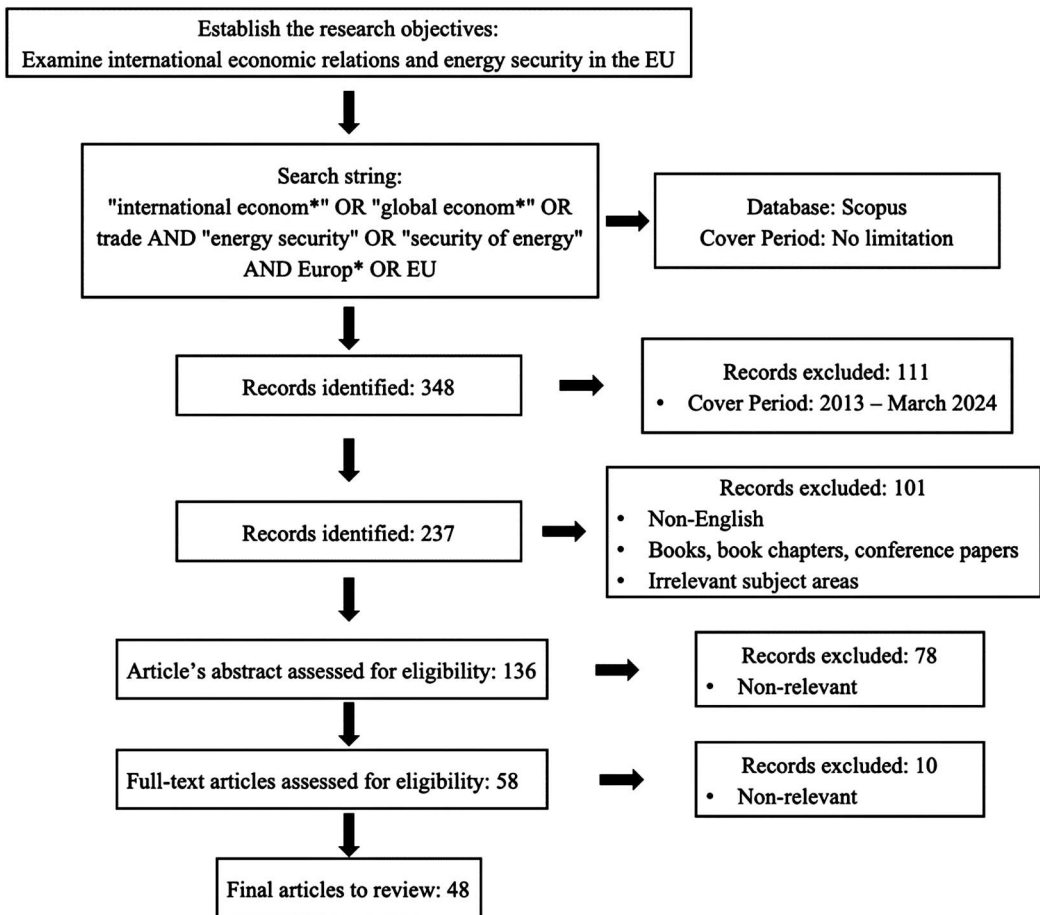 Establish the research objectives:
Examine international economic relations and energy security in the EU
Search string:
"international econom*" OR "global econom*" OR
trade AND "energy security" OR "security of energy"
AND Europ* OR EU
Database: Scopus
Cover Period: No limitation
Records identified: 348
Records excluded: 111
• Cover Period: 2013 – March 2024
Records identified: 237
Records excluded: 101
• Non-English
• Books, book chapters, conference papers
• Irrelevant subject areas
Article’s abstract assessed for eligibility: 136
Records excluded: 78
• Non-relevant
Full-text articles assessed for eligibility: 58
Records excluded: 10
• Non-relevant
Final articles to review: 48